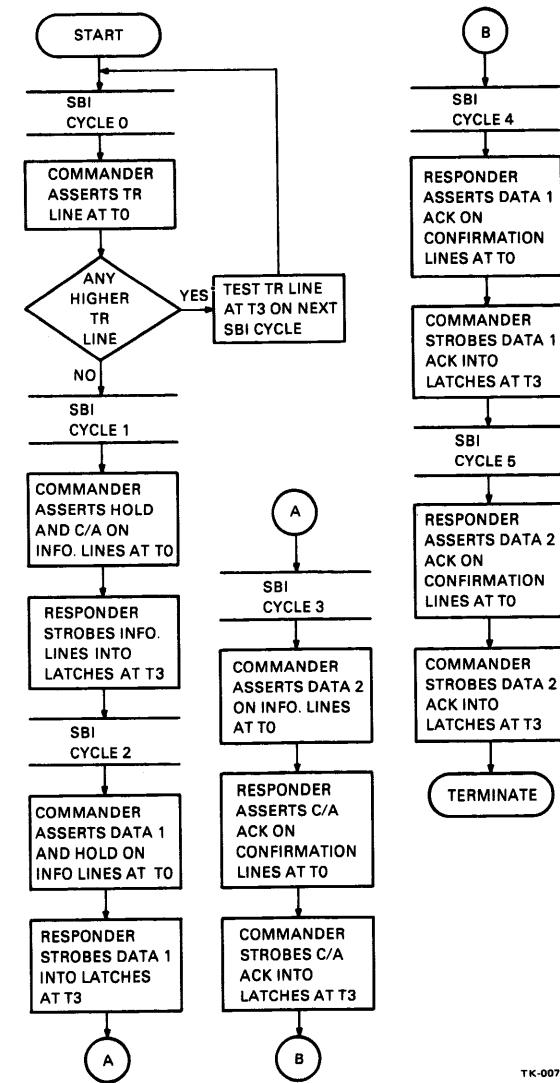 START
SBI
CYCLE 0
COMMANDER
ASSERTS TR
LINE AT T0
ANY
HIGHER
TR
LINE
YES
TEST TR LINE
AT T3 ON NEXT
SBI CYCLE
NO
SBI
CYCLE 1
COMMANDER
ASSERTS HOLD
AND C/A ON
INFO. LINES AT T0
RESPONDER
STROBES INFO.
LINES INTO
LATCHES AT T3
SBI
CYCLE 2
COMMANDER
ASSERTS DATA 1
AND HOLD ON
INFO LINES AT T0
RESPONDER
STROBES DATA 1
INTO LATCHES
AT T3
A
A
SBI
CYCLE 3
COMMANDER
ASSERTS DATA 2
ON INFO. LINES
AT T0
RESPONDER
ASSERTS C/A
ACK ON
CONFIRMATION
LINES AT T0
COMMANDER
STROBES C/A
ACK INTO
LATCHES AT T3
B
B
SBI
CYCLE 4
RESPONDER
ASSERTS DATA 1
ACK ON
CONFIRMATION
LINES AT T0
COMMANDER
STROBES DATA 1
ACK INTO
LATCHES AT T3
SBI
CYCLE 5
RESPONDER
ASSERTS DATA 2
ACK ON
CONFIRMATION
LINES AT T0
COMMANDER
STROBES DATA 2
ACK INTO
LATCHES AT T3
TERMINATE
TK-007